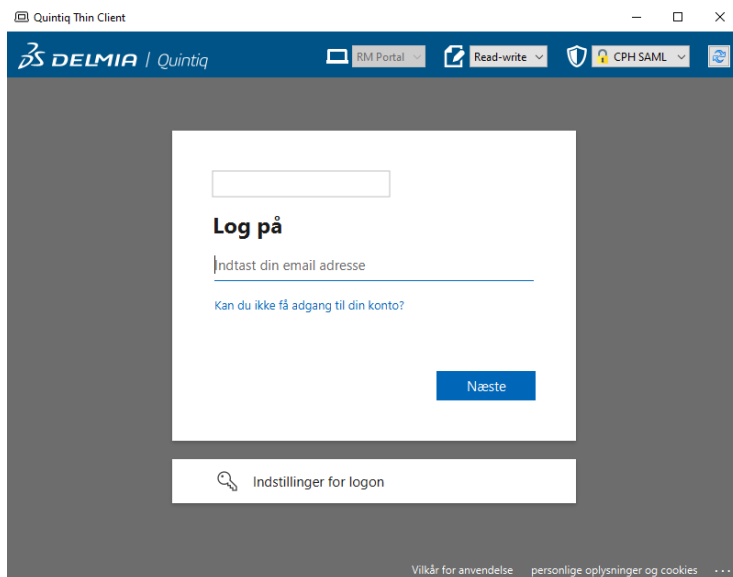 Quintiq Thin Client
DELMIA | Quintiq
RM Portal
Read-write
CPH SAML
Log på
Indtast din email adresse
Kan du ikke få adgang til din konto?
Næste
Indstillinger for logon
Vilkår for anvendelse personlige oplysninger og cookies ...